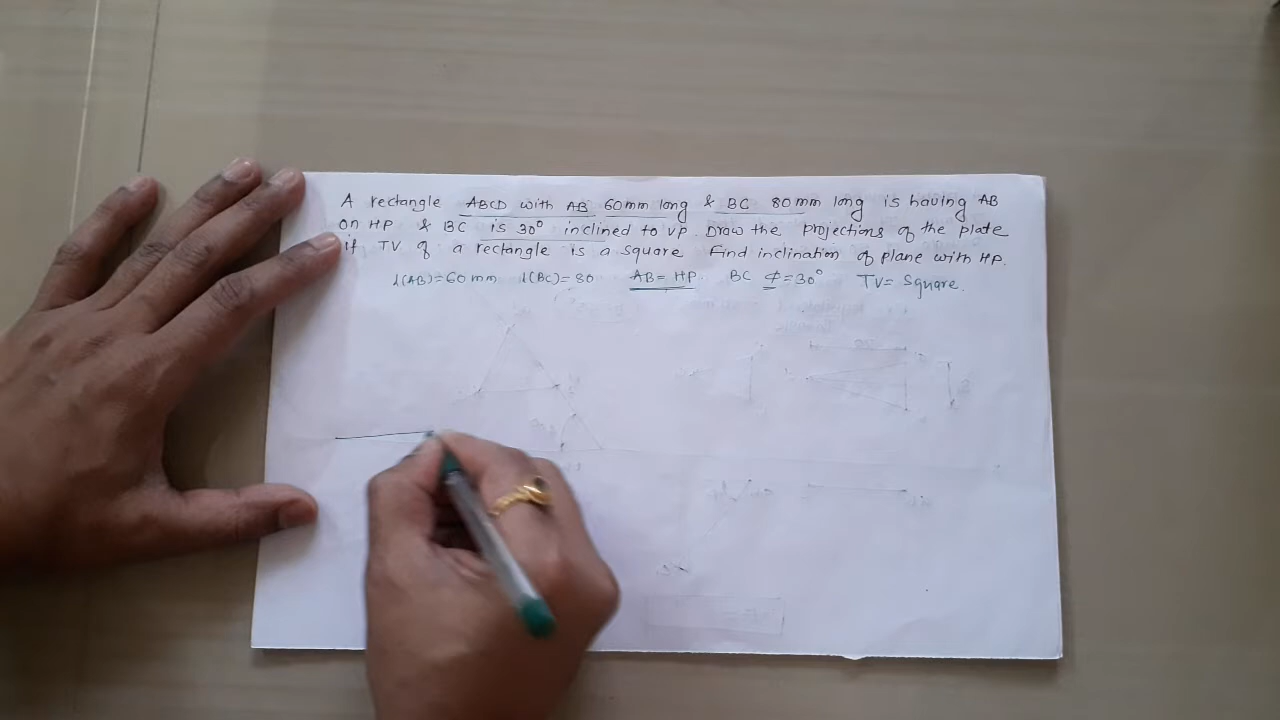 A rectangle ABCD with AB 60mm long & BC 80mm long is having AB
on HP & BC is 30° inclined to VP. Draw the projections of the plate
if TV of a rectangle is a square. Find inclination of plane with HP.
l(AB)=60mm l(BC)=80 AB=HP. BC ϕ=30° TV= Square.